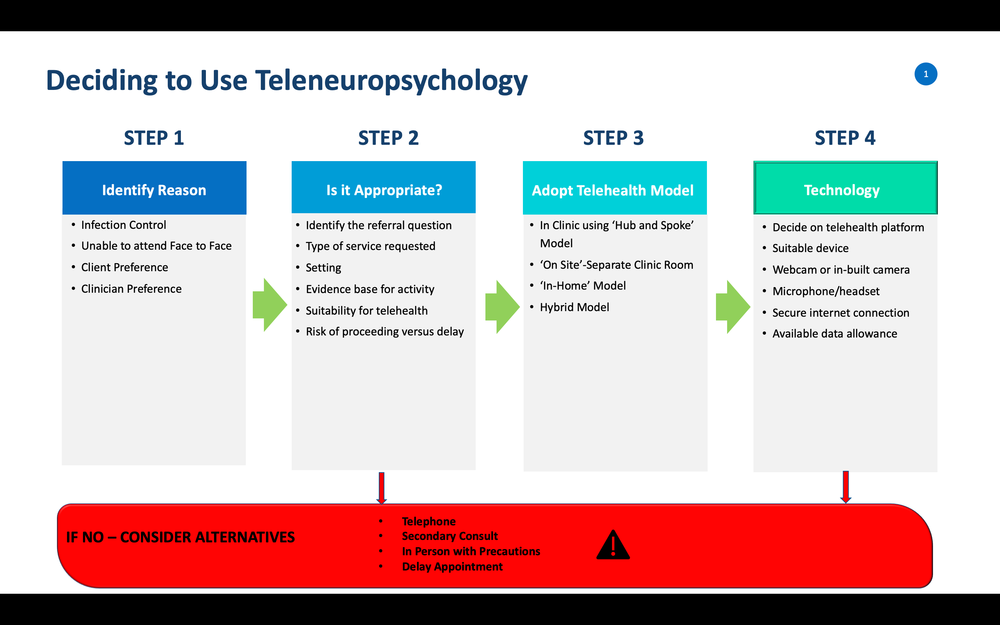 Deciding to Use Teleneuropsychology
1
STEP 1
Identify Reason
• Infection Control
• Unable to attend Face to Face
• Client Preference
• Clinician Preference
STEP 2
Is it Appropriate?
• Identify the referral question
• Type of service requested
• Setting
• Evidence base for activity
• Suitability for telehealth
• Risk of proceeding versus delay
STEP 3
Adopt Telehealth Model
• In Clinic using ‘Hub and Spoke’
Model
• ‘On Site’-Separate Clinic Room
• ‘In-Home’ Model
• Hybrid Model
STEP 4
Technology
• Decide on telehealth platform
• Suitable device
• Webcam or in-built camera
• Microphone/headset
• Secure internet connection
• Available data allowance
IF NO – CONSIDER ALTERNATIVES
• Telephone
• Secondary Consult
• In Person with Precautions
• Delay Appointment